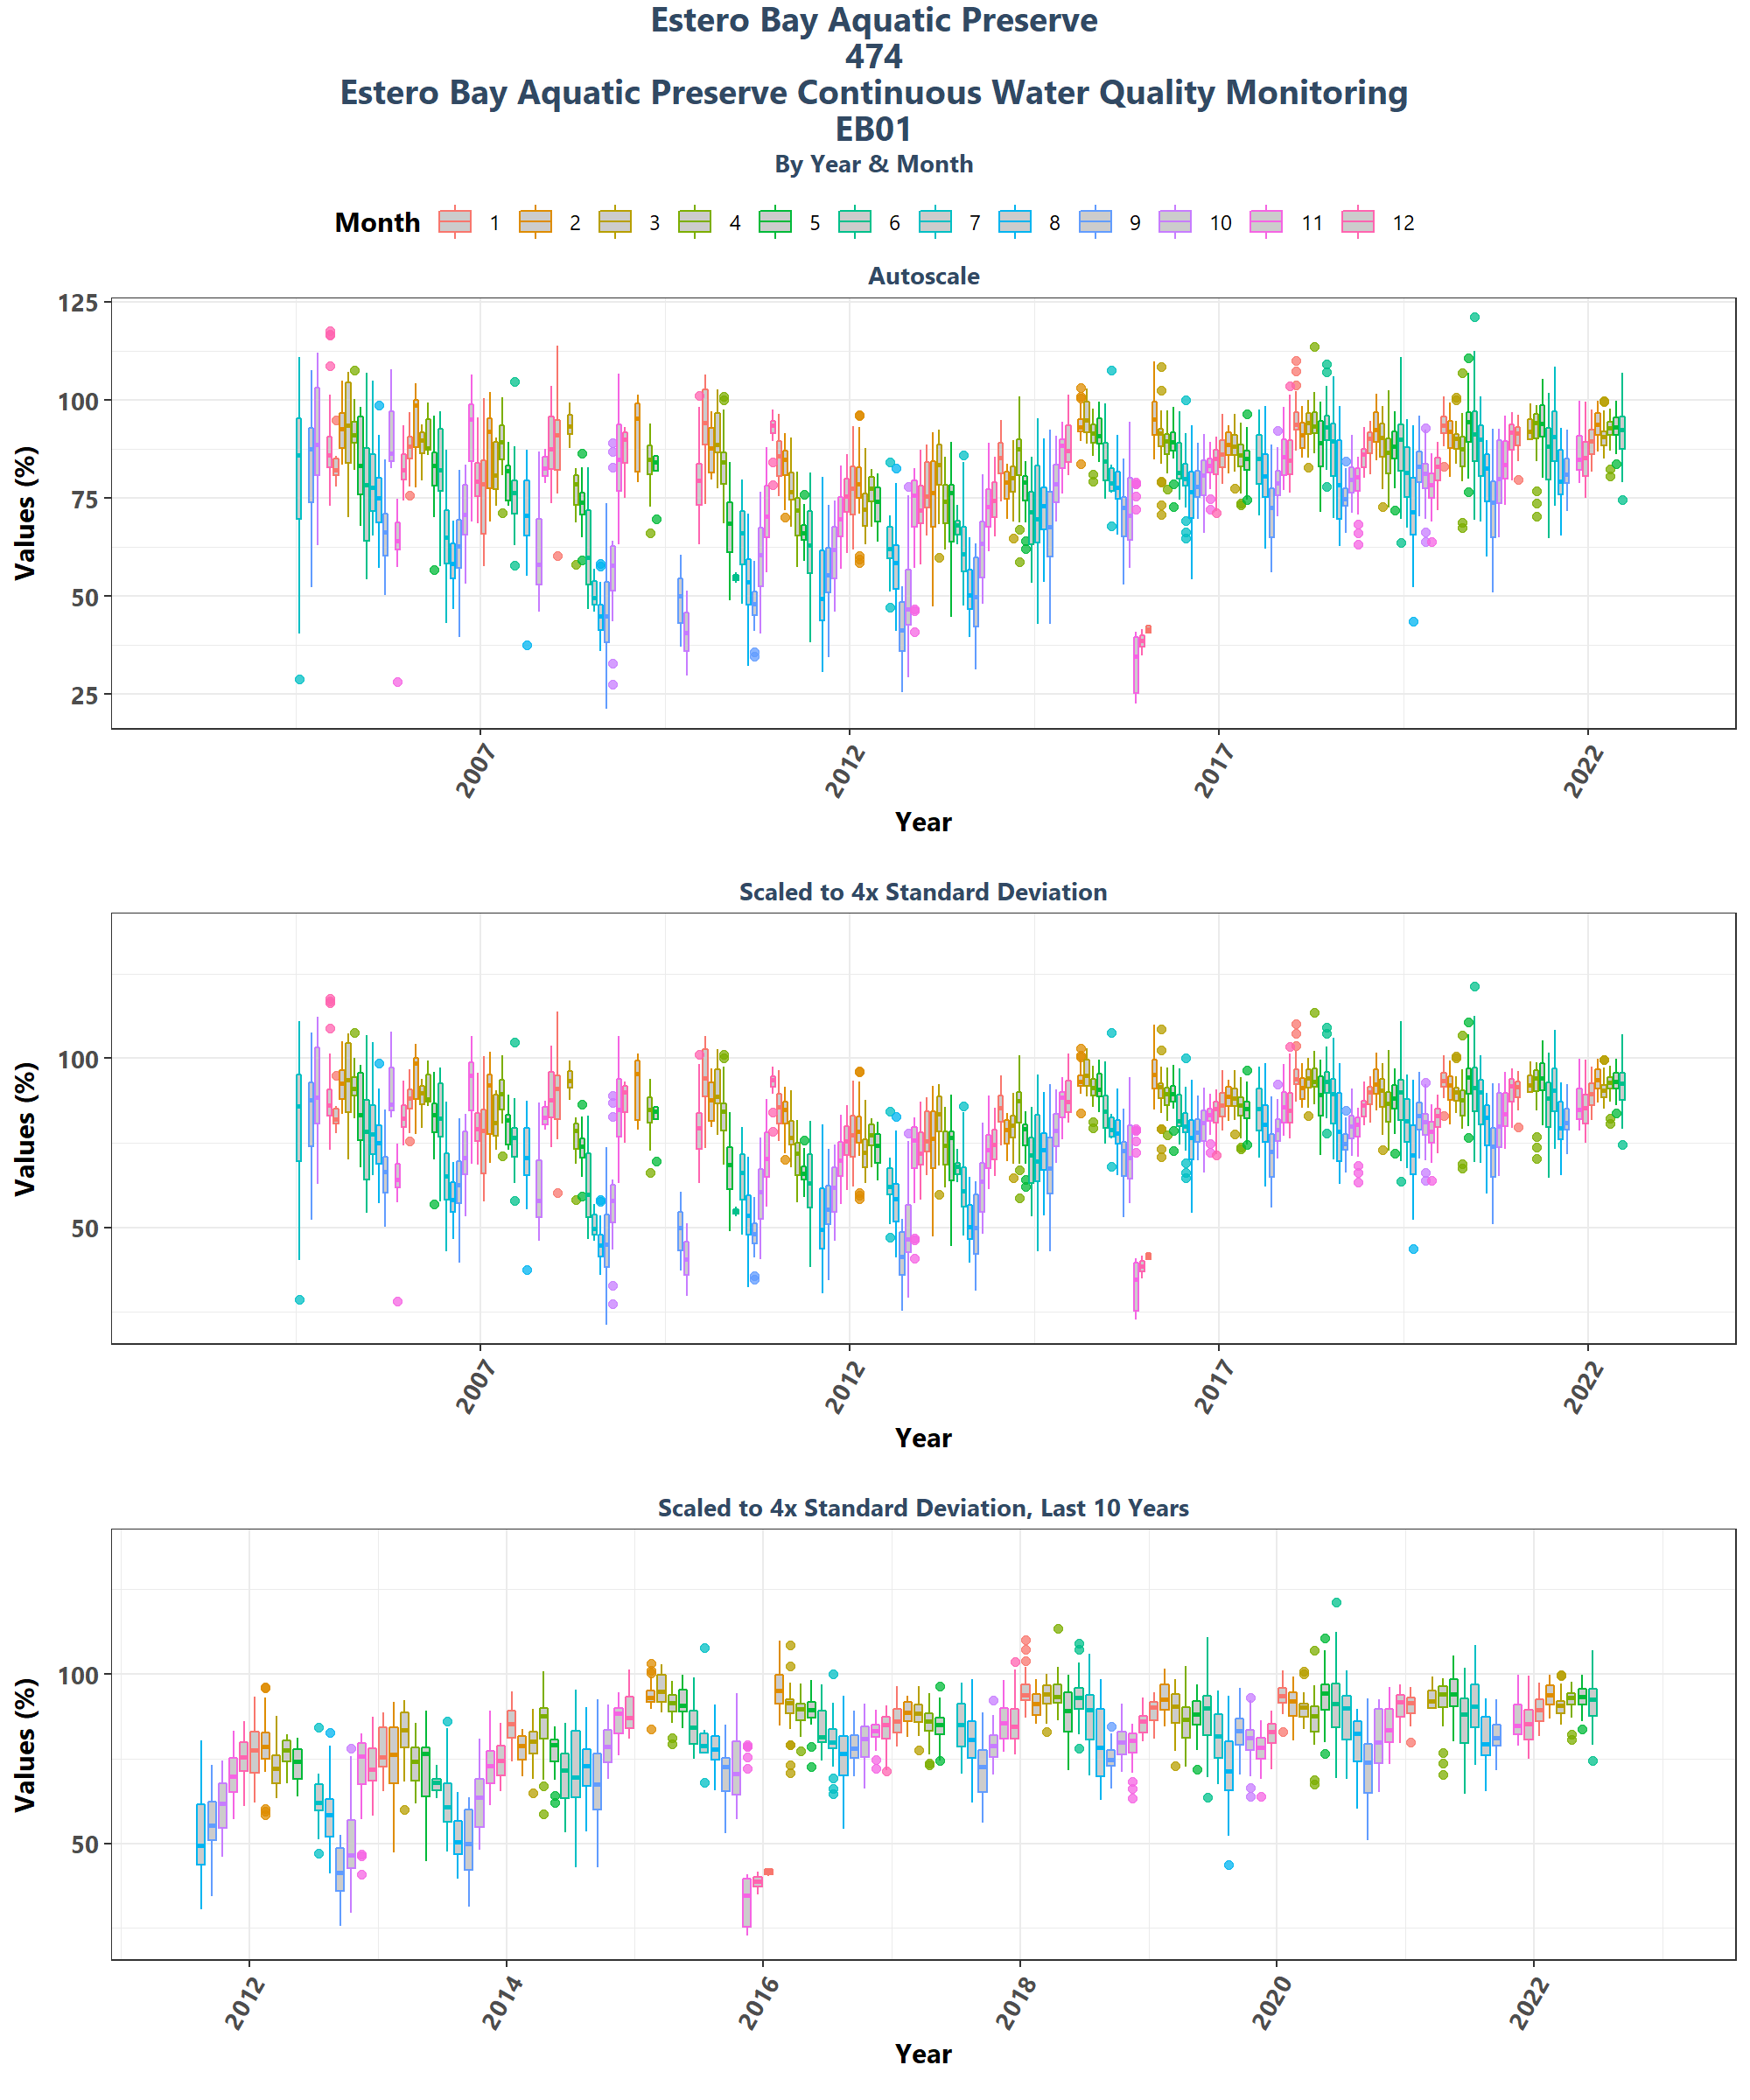 Estero Bay Aquatic Preserve
474
Estero Bay Aquatic Preserve Continuous Water Quality Monitoring
EB01
By Year & Month
Month 1 2 3 4 5 6 7 8 9 10 11 12
Autoscale
Values (%)
125
100
75
50
25
2007 2012 2017 2022
Year
Scaled to 4x Standard Deviation
Values (%)
100
50
2007 2012 2017 2022
Year
Scaled to 4x Standard Deviation, Last 10 Years
Values (%)
100
50
2012 2014 2016 2018 2020 2022
Year